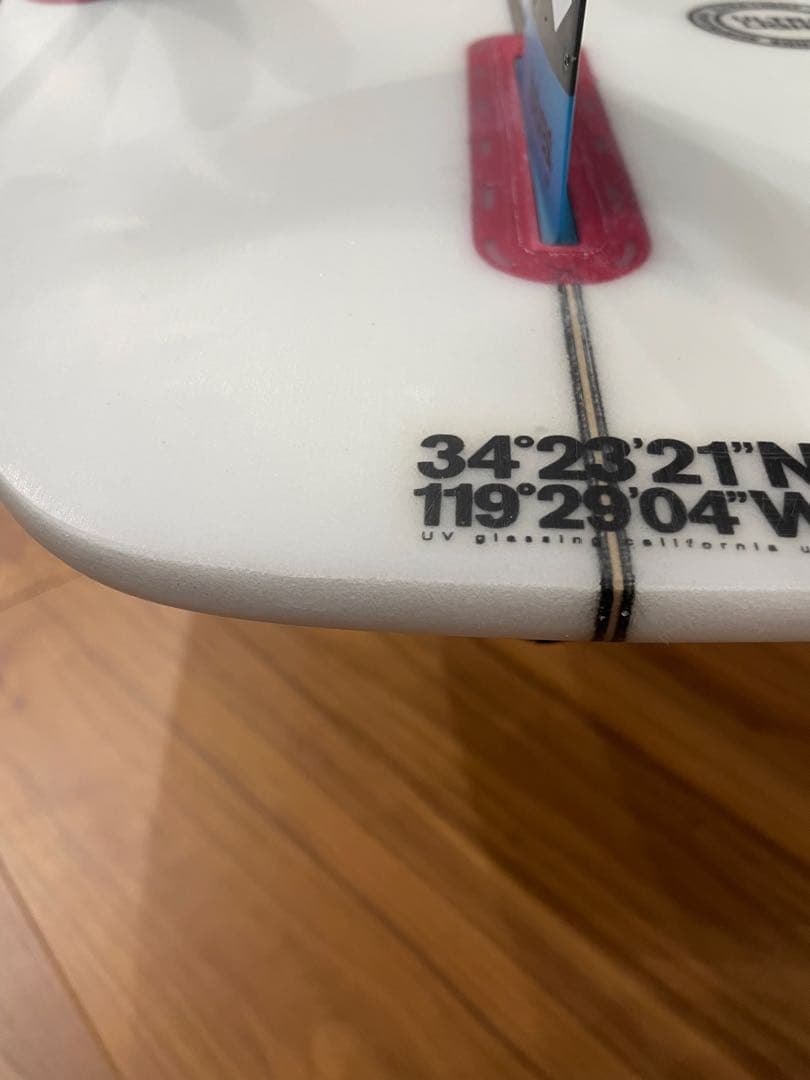 34°23’21”N
119°29’04”W
UV glassing california u